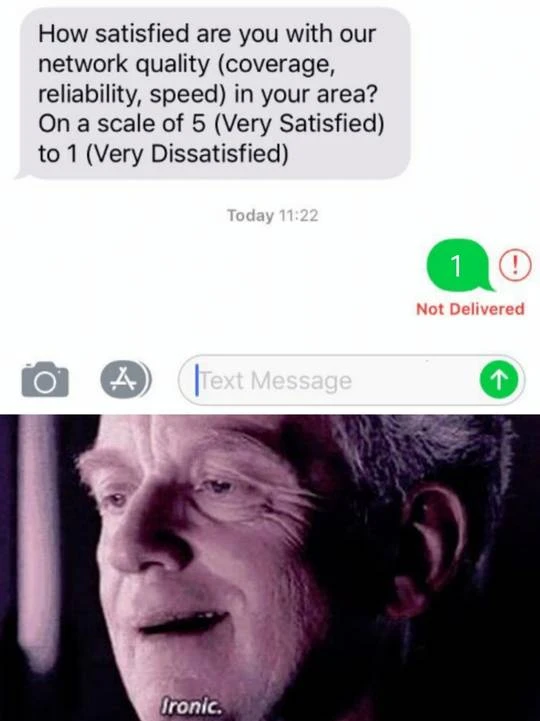 How satisfied are you with our
network quality (coverage,
reliability, speed) in your area?
On a scale of 5 (Very Satisfied)
to 1 (Very Dissatisfied)
Today 11:22
1 !
Not Delivered
Text Message
Ironic.